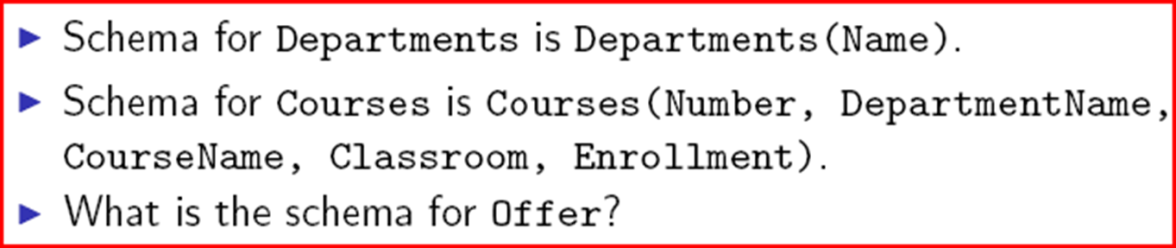 ▶ Schema for Departments is Departments(Name).
▶ Schema for Courses is Courses(Number, DepartmentName,
CourseName, Classroom, Enrollment).
▶ What is the schema for Offer?